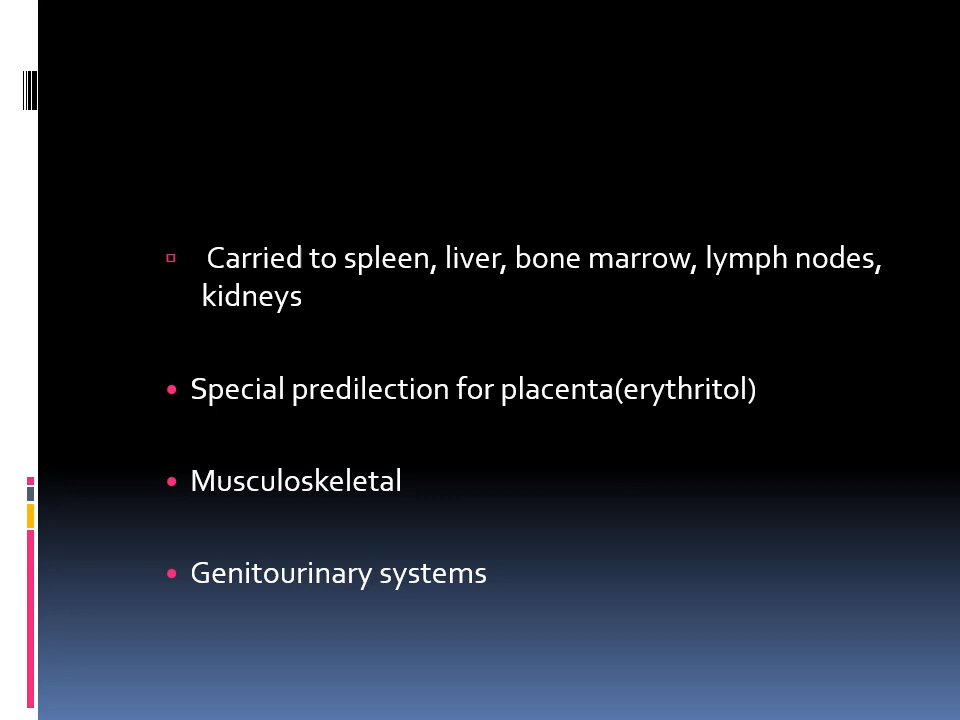 ▫ Carried to spleen, liver, bone marrow, lymph nodes,
kidneys
• Special predilection for placenta(erythritol)
• Musculoskeletal
• Genitourinary systems